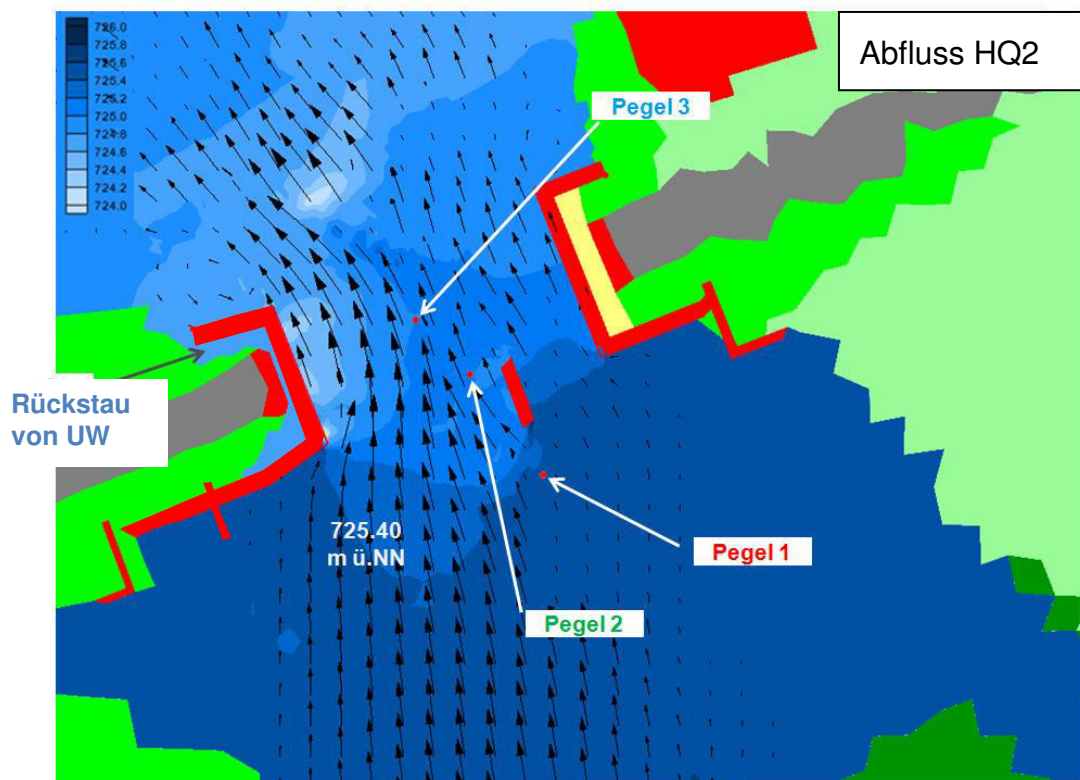 726.0
725.8
725.6
725.4
725.2
725.0
724.8
724.6
724.4
724.2
724.0
Abfluss HQ2
Pegel 3
Rückstau
von UW
725.40
m ü.NN
Pegel 1
Pegel 2